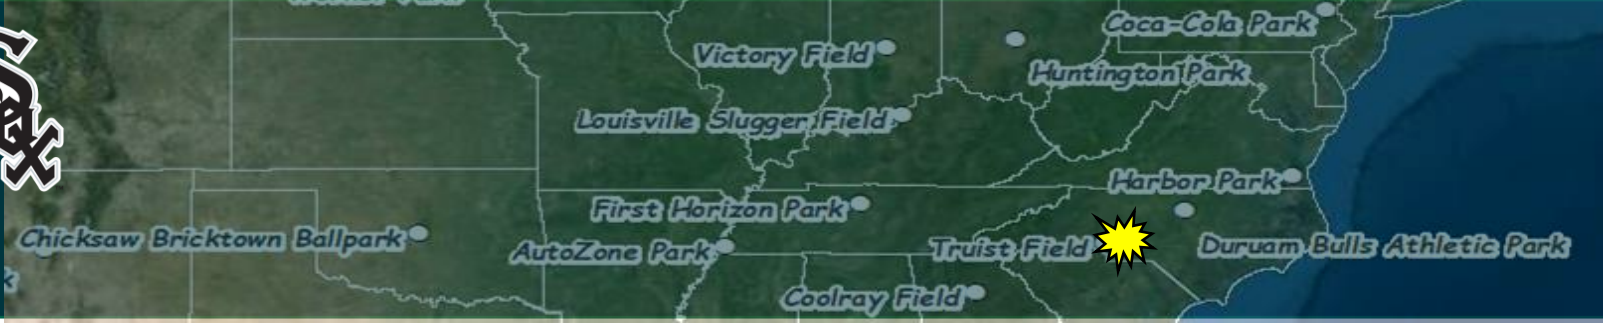 Coca-Cola Park
Victory Field
Huntington Park
Louisville Slugger Field
Harbor Park
First Horizon Park
Chicksaw Bricktown Ballpark
AutoZone Park
Truist Field
Duruam Bulls Athletic Park
Coolray Field